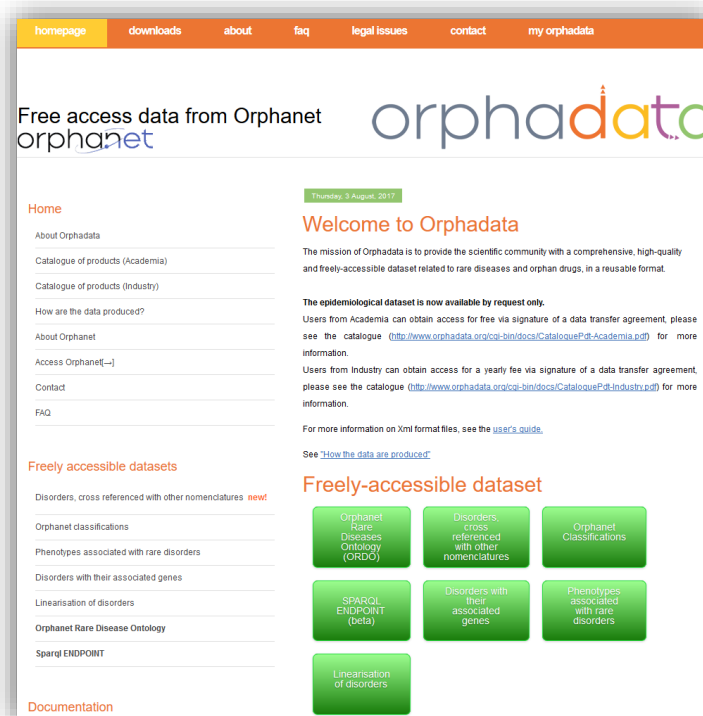 homepage downloads about faq legal issues contact my orphadata
Free access data from Orphanet
orphanet
orphadata
Home
About Orphadata
Catalogue of products (Academia)
Catalogue of products (Industry)
How are the data produced?
About Orphanet
Access Orphanet[→]
Contact
FAQ
Freely accessible datasets
Disorders, cross referenced with other nomenclatures new!
Orphanet classifications
Phenotypes associated with rare disorders
Disorders with their associated genes
Linearisation of disorders
Orphanet Rare Disease Ontology
Sparql ENDPOINT
Documentation
Thursday, 3 August, 2017
Welcome to Orphadata
The mission of Orphadata is to provide the scientific community with a comprehensive, high-quality
and freely-accessible dataset related to rare diseases and orphan drugs, in a reusable format.
The epidemiological dataset is now available by request only.
Users from Academia can obtain access for free via signature of a data transfer agreement, please
see the catalogue (http://www.orphadata.org/cgi-bin/docs/CataloguePdt-Academia.pdf) for more
information.
Users from Industry can obtain access for a yearly fee via signature of a data transfer agreement,
please see the catalogue (http://www.orphadata.org/cgi-bin/docs/CataloguePdt-Industry.pdf) for more
information.
For more information on Xml format files, see the user's guide.
See "How the data are produced"
Freely-accessible dataset
Orphanet
Rare
Diseases
Ontology
(ORDO)
Disorders,
cross
referenced
with other
nomenclatures
Orphanet
Classifications
SPARQL
ENDPOINT
(beta)
Disorders with
their
associated
genes
Phenotypes
associated
with rare
disorders
Linearisation
of disorders